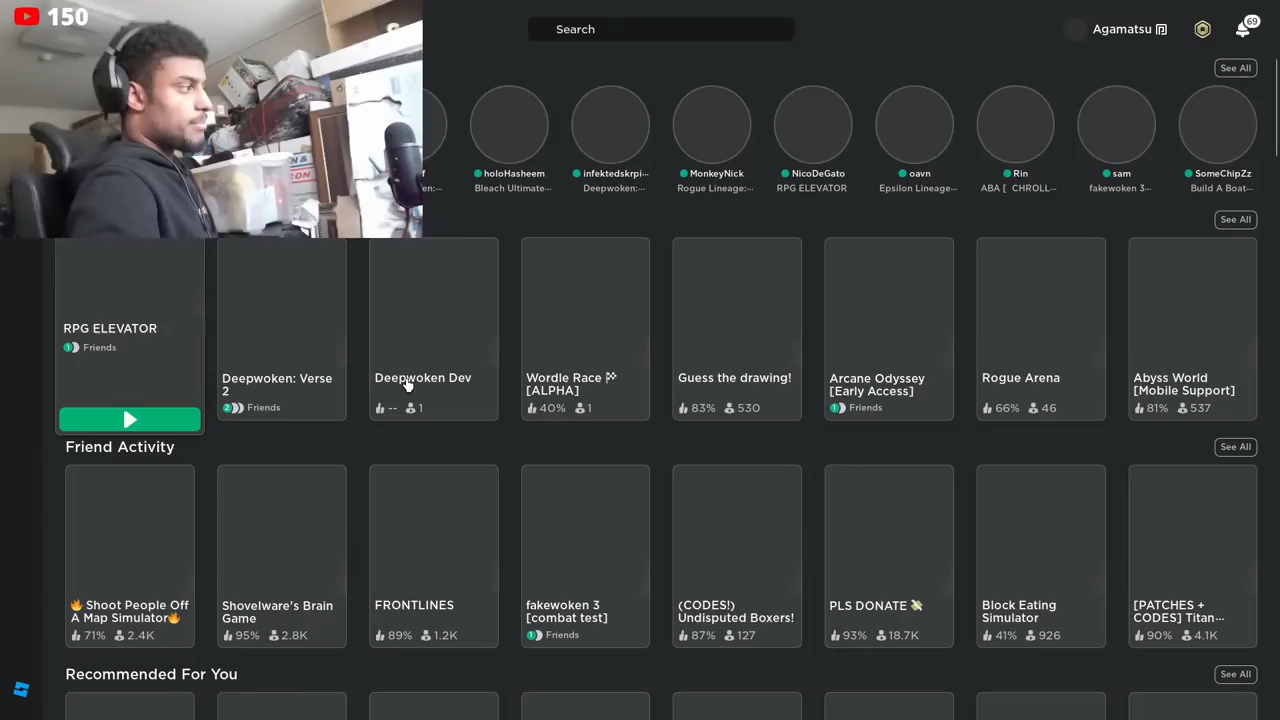 150
Search
Agamatsu
69
See All
holoHasheem
infektedskrpi...
MonkeyNick
NicoDeGato
oavn
Rin
sam
SomeChipZz
Bleach Ultimate...
Deepwoken:...
Rogue Lineage:...
RPG ELEVATOR
Epsilon Lineage...
ABA [ CHROLL...
fakewoken 3...
Build A Boat...
See All
RPG ELEVATOR
1 Friends
Deepwoken: Verse
2
2 Friends
Deepwoken Dev
-- 1
Wordle Race 🏁
[ALPHA]
40% 1
Guess the drawing!
83% 530
Arcane Odyssey
[Early Access]
1 Friends
Rogue Arena
66% 46
Abyss World
[Mobile Support]
81% 537
Friend Activity
See All
🔥 Shoot People Off
A Map Simulator🔥
71% 2.4K
Shovelware's Brain
Game
95% 2.8K
FRONTLINES
89% 1.2K
fakewoken 3
[combat test]
1 Friends
(CODES!)
Undisputed Boxers!
87% 127
PLS DONATE 💸
93% 18.7K
Block Eating
Simulator
41% 926
[PATCHES +
CODES] Titan...
90% 4.1K
Recommended For You
See All